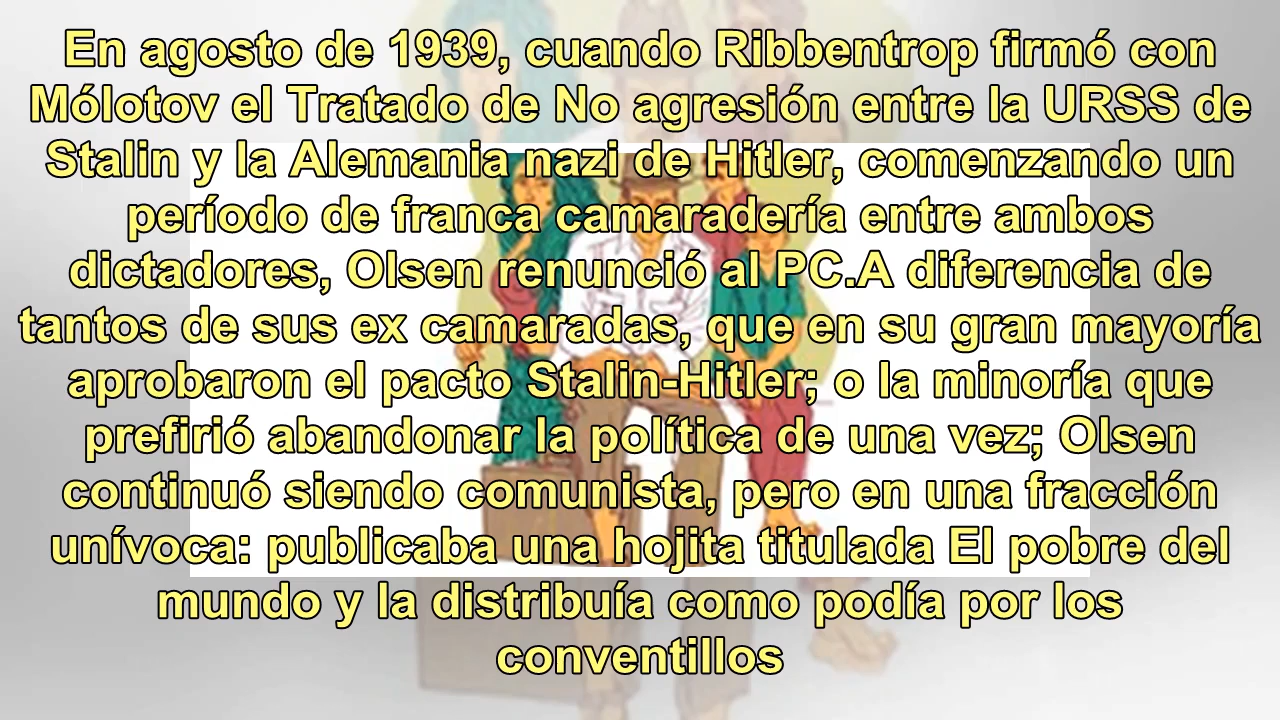 En agosto de 1939, cuando Ribbentrop firmó con
Mólotov el Tratado de No agresión entre la URSS de
Stalin y la Alemania nazi de Hitler, comenzando un
período de franca camaradería entre ambos
dictadores, Olsen renunció al PC.A diferencia de
tantos de sus ex camaradas, que en su gran mayoría
aprobaron el pacto Stalin-Hitler; o la minoría que
prefirió abandonar la política de una vez; Olsen
continuó siendo comunista, pero en una fracción
unívoca: publicaba una hojita titulada El pobre del
mundo y la distribuía como podía por los
conventillos